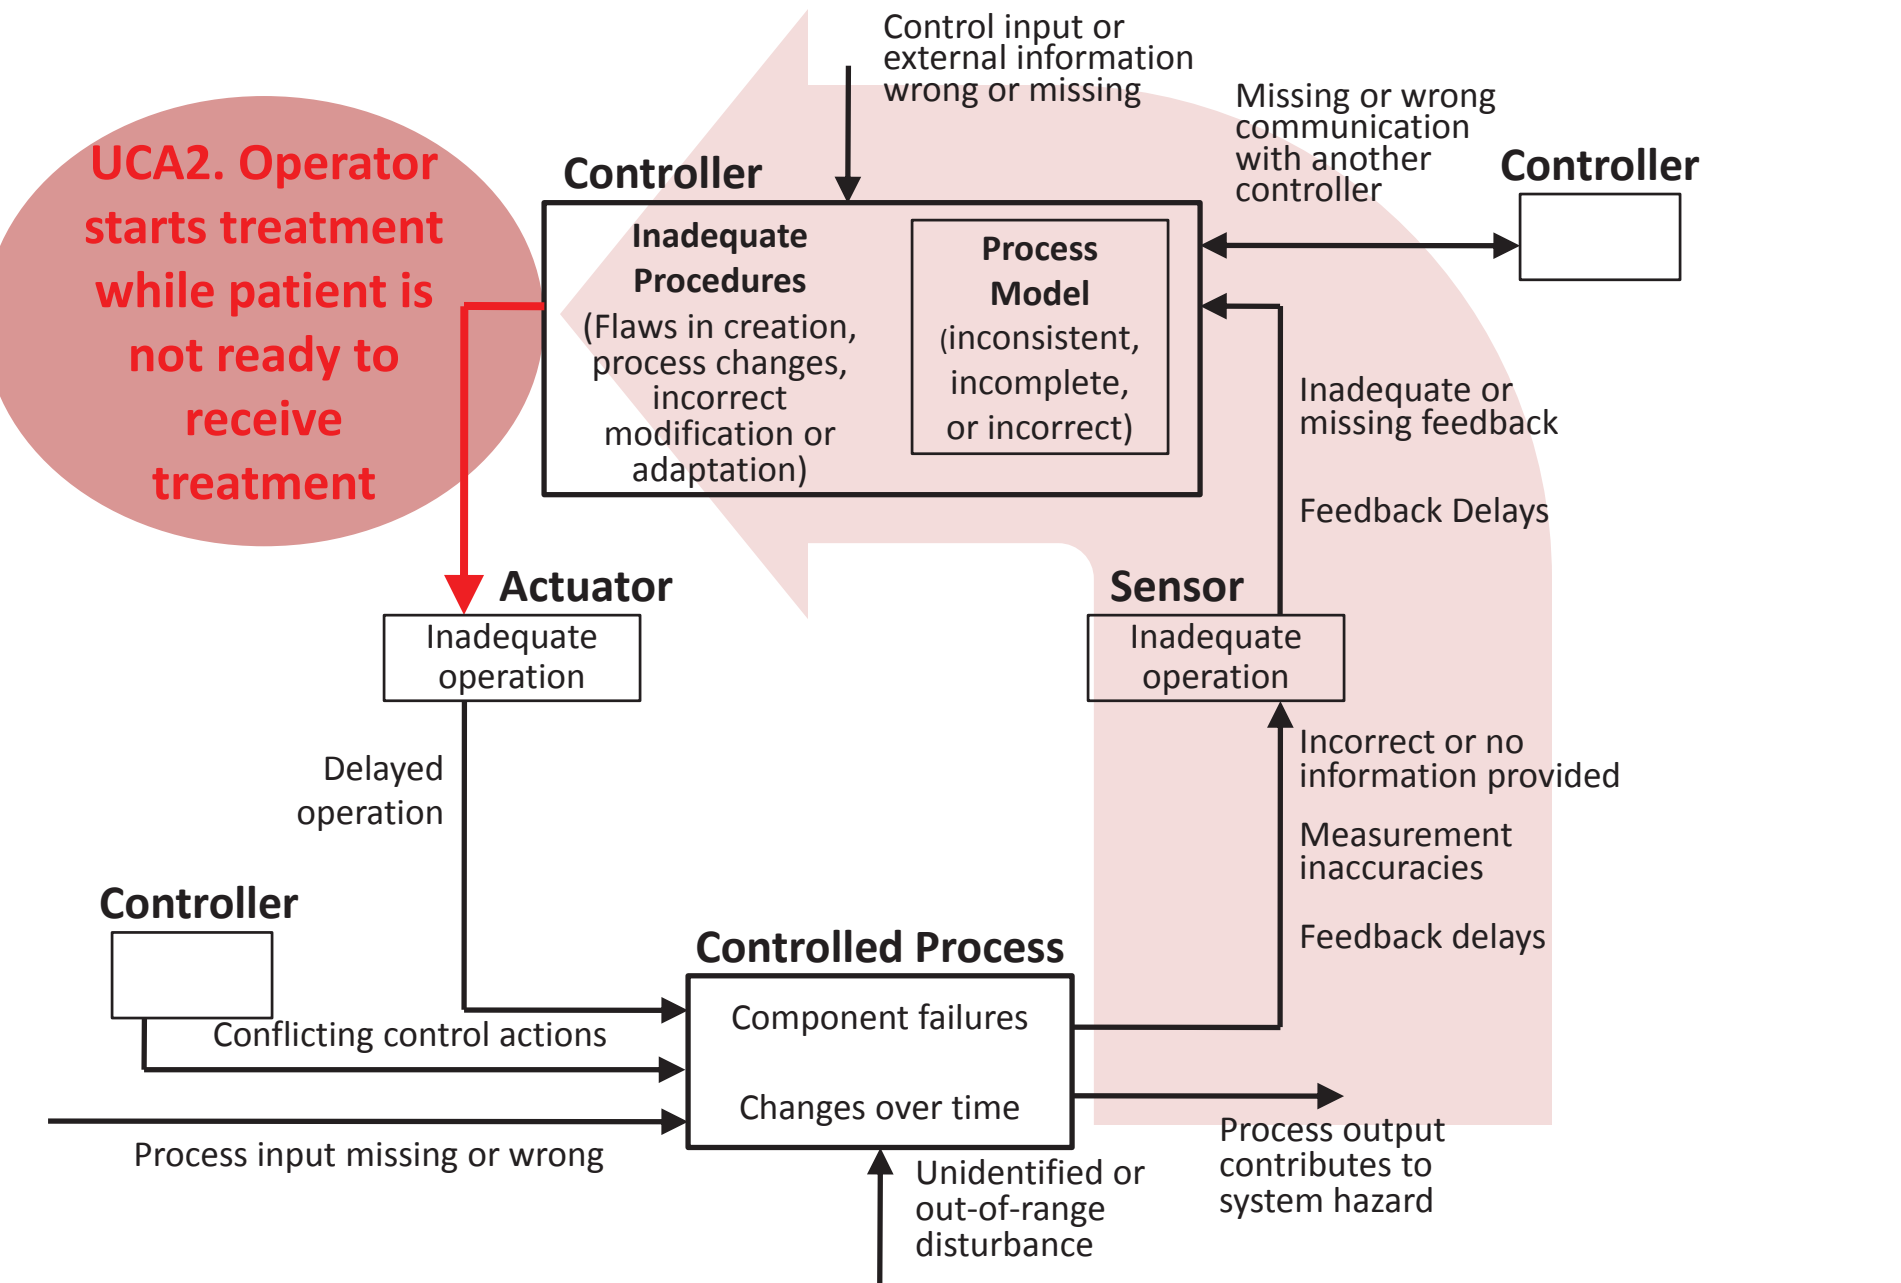 Control input or
external information
wrong or missing
Missing or wrong
communication
with another
controller
Controller
UCA2. Operator
starts treatment
while patient is
not ready to
receive
treatment
Controller
Inadequate
Procedures
(Flaws in creation,
process changes,
incorrect
modification or
adaptation)
Process
Model
(inconsistent,
incomplete,
or incorrect)
Inadequate or
missing feedback
Feedback Delays
Actuator
Inadequate
operation
Sensor
Inadequate
operation
Delayed
operation
Incorrect or no
information provided
Measurement
inaccuracies
Feedback delays
Controller
Conflicting control actions
Controlled Process
Component failures
Changes over time
Process input missing or wrong
Unidentified or
out-of-range
disturbance
Process output
contributes to
system hazard